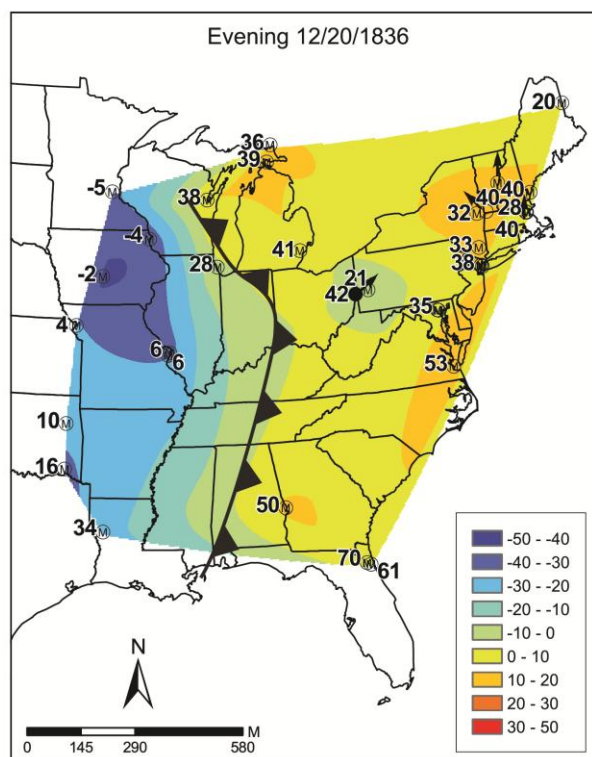 Evening 12/20/1836
20 M
36 M
39 M
-5 M
38 M
40 M
40 M
32 M
28 M
40
-4 M
33 M
41 M
38 M
28 M
-2 M
21 M
42
35 M
4 M
6 M 6
53 M
10 M
16 M
50 M
34 M
70 M 61
-50 - -40
-40 - -30
-30 - -20
-20 - -10
-10 - 0
0 - 10
10 - 20
20 - 30
30 - 50
N
M
0 145 290 580